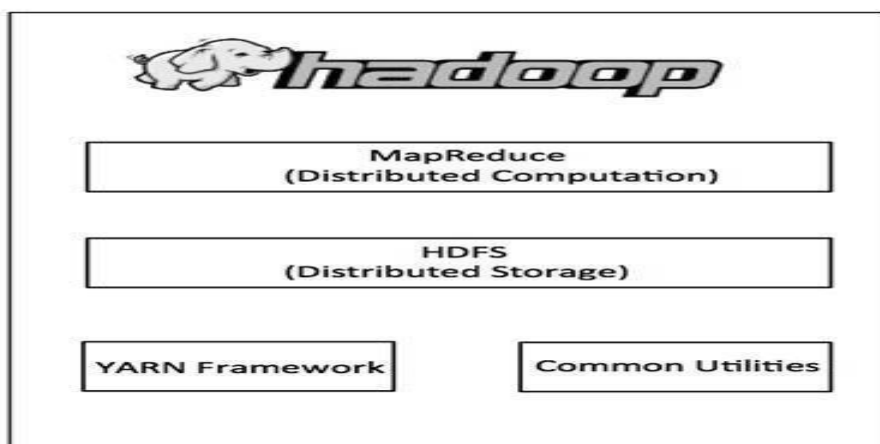 hadoop
MapReduce
(Distributed Computation)
HDFS
(Distributed Storage)
YARN Framework
Common Utilities